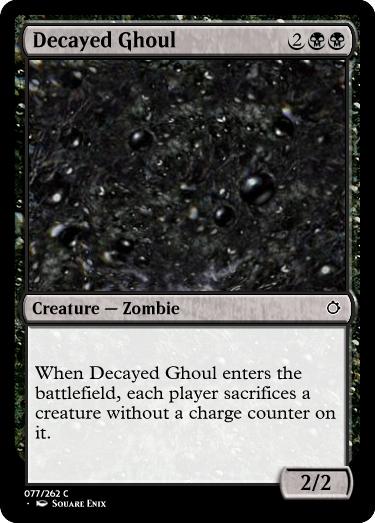 Decayed Ghoul 2
Creature — Zombie
When Decayed Ghoul enters the
battlefield, each player sacrifices a
creature without a charge counter on
it.
2/2
077/262 C
· Square Enix